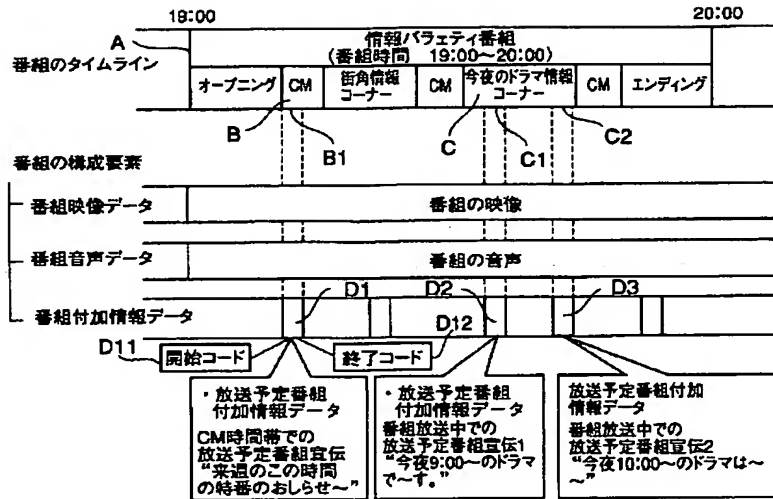 19:00
20:00
A
情報バラエティ番組
(番組時間 19:00~20:00)
番組のタイムライン
オープニング
CM
街角情報
コーナー
CM
今夜のドラマ情報
コーナー
CM
エンディング
B
B1
C
C1
C2
番組の構成要素
番組映像データ
番組の映像
番組音声データ
番組の音声
D1
D2
D3
番組付加情報データ
D11
開始コード
終了コード
D12
・放送予定番組
付加情報データ
CM時間帯での
放送予定番組宣伝
“来週のこの時間
の特番のおしらせ~”
・放送予定番組
付加情報データ
番組放送中での
放送予定番組宣伝1
“今夜9:00~のドラマ
で~す。”
放送予定番組付加
情報データ
番組放送中での
放送予定番組宣伝2
“今夜10:00~のドラマは~
~”